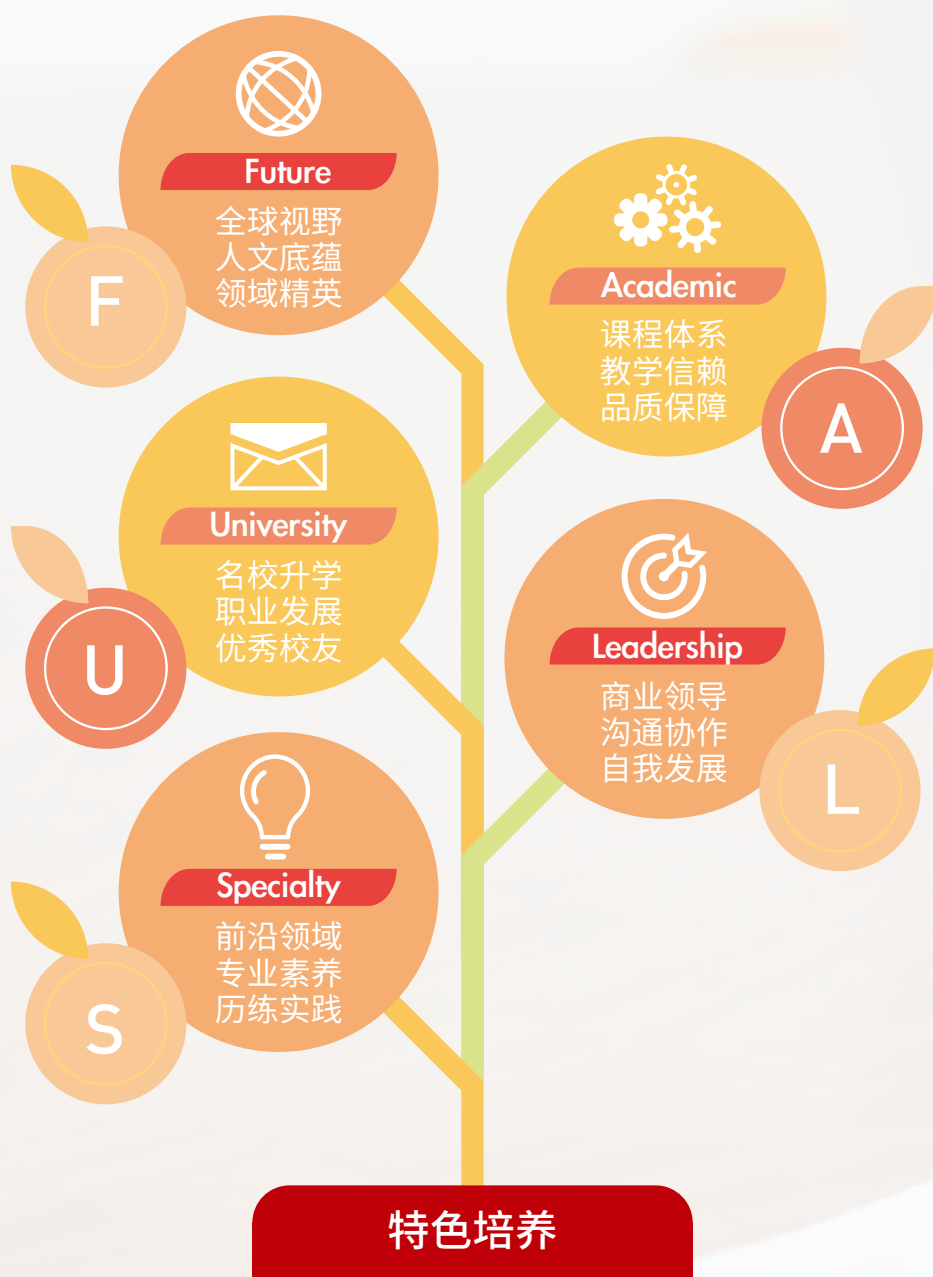 Future
全球视野
人文底蕴
领域精英
F
Academic
课程体系
教学信赖
品质保障
A
University
名校升学
职业发展
优秀校友
U
Leadership
商业领导
沟通协作
自我发展
L
Specialty
前沿领域
专业素养
历练实践
S
特色培养